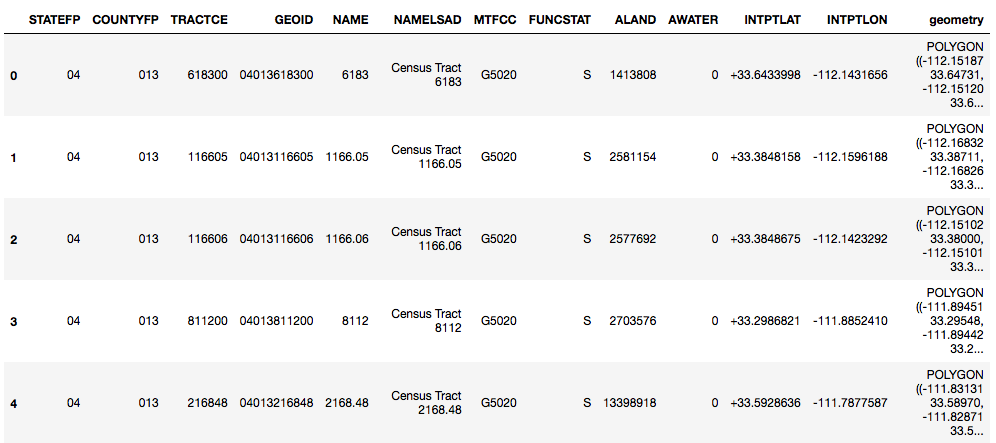 STATEFP COUNTYFP TRACTCE GEOID NAME NAMELSAD MTFCC FUNCSTAT ALAND AWATER INTPTLAT INTPTLON geometry
0 04 013 618300 04013618300 6183 Census Tract 6183 G5020 S 1413808 0 +33.6433998 -112.1431656 POLYGON ((-112.15187 33.64731, -112.15120 33.6...
1 04 013 116605 04013116605 1166.05 Census Tract 1166.05 G5020 S 2581154 0 +33.3848158 -112.1596188 POLYGON ((-112.16832 33.38711, -112.16826 33.3...
2 04 013 116606 04013116606 1166.06 Census Tract 1166.06 G5020 S 2577692 0 +33.3848675 -112.1423292 POLYGON ((-112.15102 33.38000, -112.15101 33.3...
3 04 013 811200 04013811200 8112 Census Tract 8112 G5020 S 2703576 0 +33.2986821 -111.8852410 POLYGON ((-111.89451 33.29548, -111.89442 33.2...
4 04 013 216848 04013216848 2168.48 Census Tract 2168.48 G5020 S 13398918 0 +33.5928636 -111.7877587 POLYGON ((-111.83131 33.58970, -111.82871 33.5...